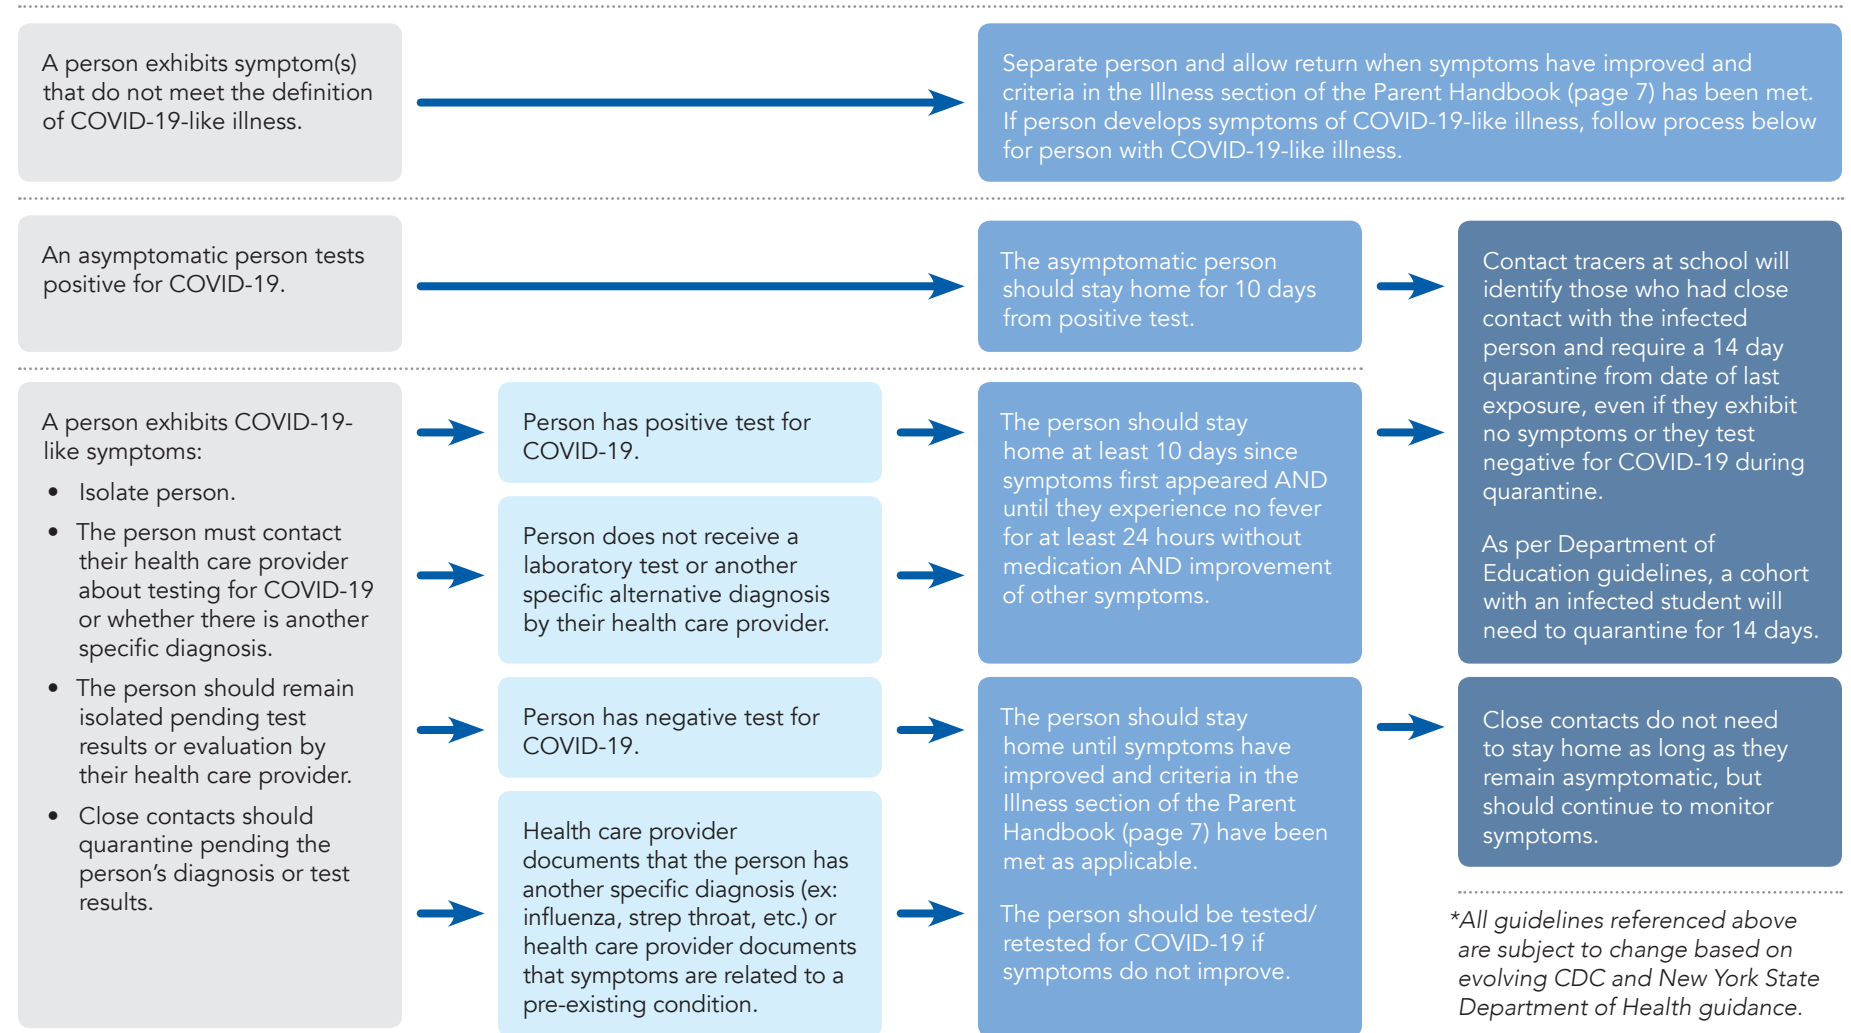 A person exhibits symptom(s)
that do not meet the definition
of COVID-19-like illness.
Separate person and allow return when symptoms have improved and
criteria in the Illness section of the Parent Handbook (page 7) has been met.
If person develops symptoms of COVID-19-like illness, follow process below
for person with COVID-19-like illness.
An asymptomatic person tests
positive for COVID-19.
The asymptomatic person
should stay home for 10 days
from positive test.
Contact tracers at school will
identify those who had close
contact with the infected
person and require a 14 day
quarantine from date of last
exposure, even if they exhibit
no symptoms or they test
negative for COVID-19 during
quarantine.
As per Department of
Education guidelines, a cohort
with an infected student will
need to quarantine for 14 days.
A person exhibits COVID-19-
like symptoms:
• Isolate person.
• The person must contact
their health care provider
about testing for COVID-19
or whether there is another
specific diagnosis.
• The person should remain
isolated pending test
results or evaluation by
their health care provider.
• Close contacts should
quarantine pending the
person's diagnosis or test
results.
Person has positive test for
COVID-19.
Person does not receive a
laboratory test or another
specific alternative diagnosis
by their health care provider.
The person should stay
home at least 10 days since
symptoms first appeared AND
until they experience no fever
for at least 24 hours without
medication AND improvement
of other symptoms.
Person has negative test for
COVID-19.
Health care provider
documents that the person has
another specific diagnosis (ex:
influenza, strep throat, etc.) or
health care provider documents
that symptoms are related to a
pre-existing condition.
The person should stay
home until symptoms have
improved and criteria in the
Illness section of the Parent
Handbook (page 7) have been
met as applicable.
The person should be tested/
retested for COVID-19 if
symptoms do not improve.
Close contacts do not need
to stay home as long as they
remain asymptomatic, but
should continue to monitor
symptoms.
*All guidelines referenced above
are subject to change based on
evolving CDC and New York State
Department of Health guidance.